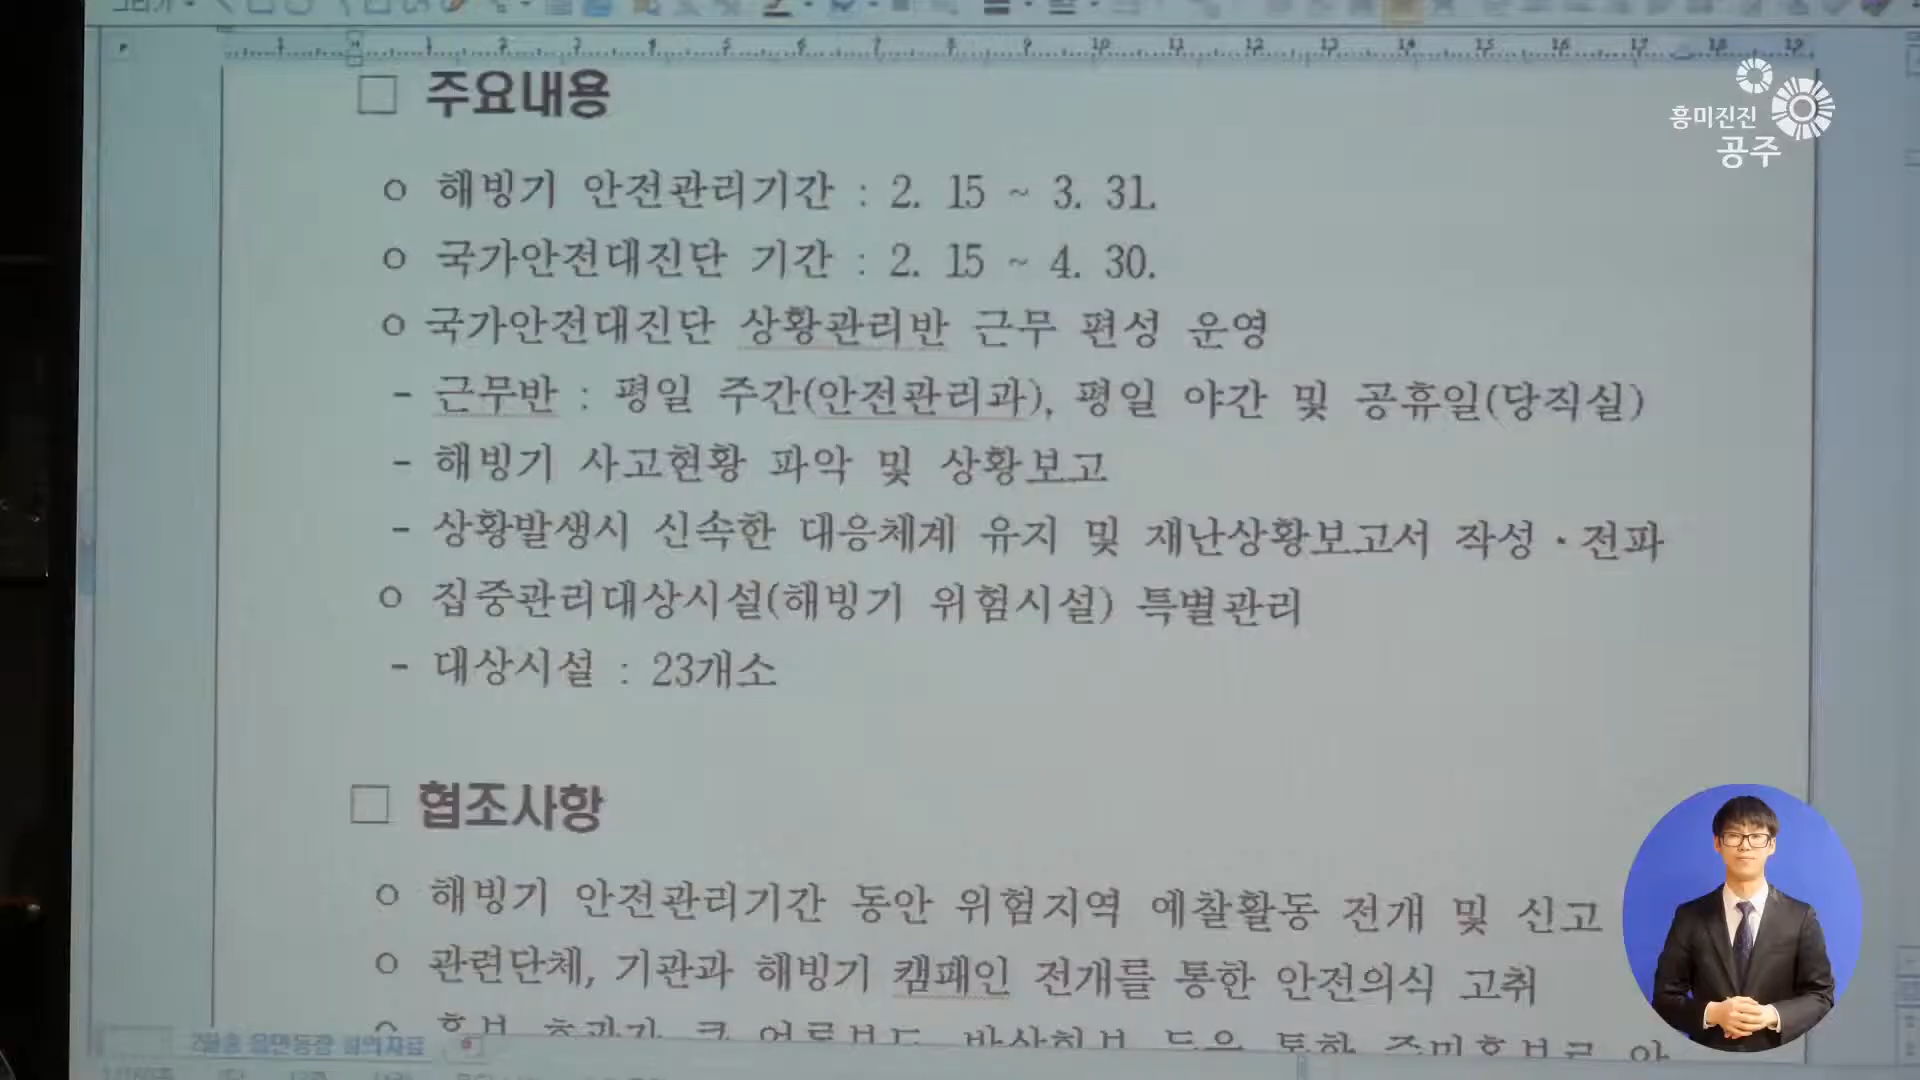 흥미진진
공주
□ 주요내용
○ 해빙기 안전관리기간 : 2. 15 ~ 3. 31.
○ 국가안전대진단 기간 : 2. 15 ~ 4. 30.
○ 국가안전대진단 상황관리반 근무 편성 운영
- 근무반 : 평일 주간(안전관리과), 평일 야간 및 공휴일(당직실)
- 해빙기 사고현황 파악 및 상황보고
- 상황발생시 신속한 대응체계 유지 및 재난상황보고서 작성·전파
○ 집중관리대상시설(해빙기 위험시설) 특별관리
- 대상시설 : 23개소
□ 협조사항
○ 해빙기 안전관리기간 동안 위험지역 예찰활동 전개 및 신고
○ 관련단체, 기관과 해빙기 캠페인 전개를 통한 안전의식 고취